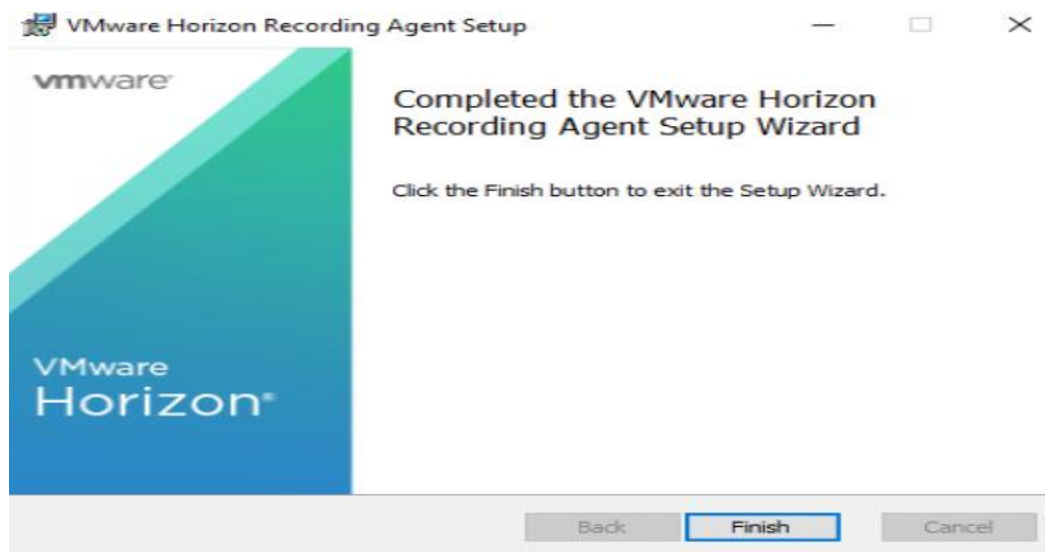 VMware Horizon Recording Agent Setup
vmware®
Completed the VMware Horizon
Recording Agent Setup Wizard
Click the Finish button to exit the Setup Wizard.
VMware
Horizon®
Back
Finish
Cancel